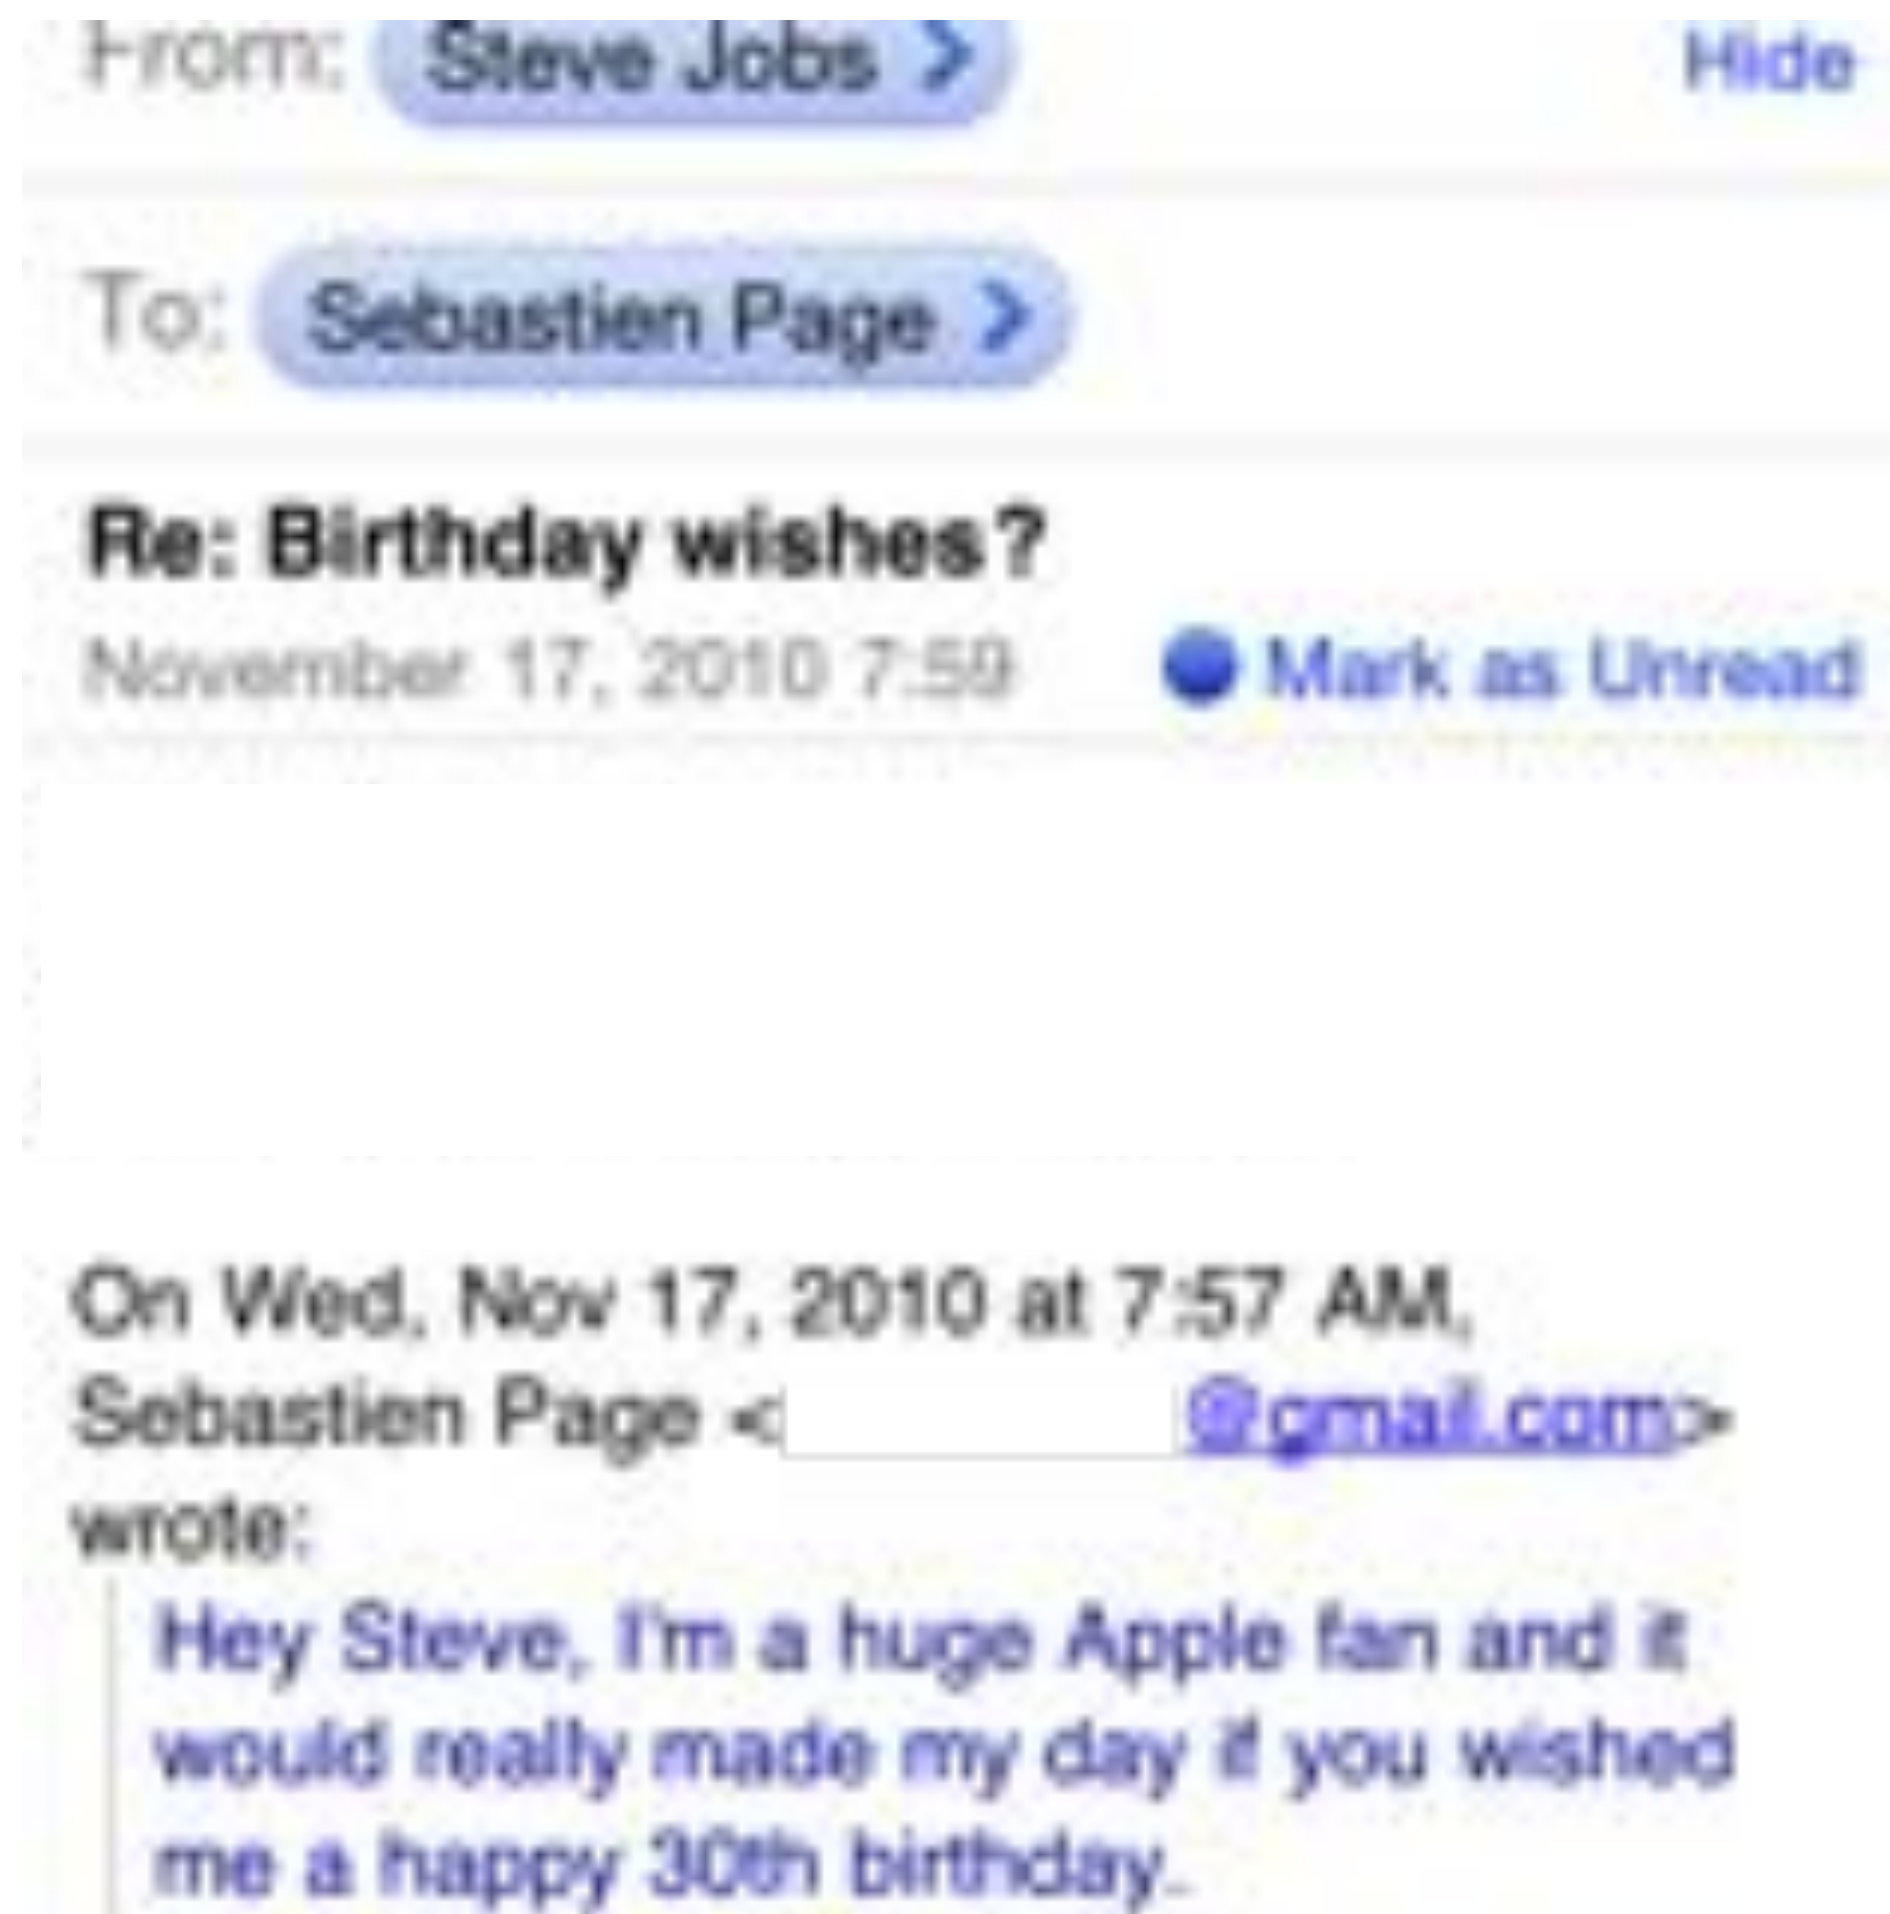 From: Steve Jobs > Hide
To: Sebastien Page >
Re: Birthday wishes?
November 17, 2010 7:59 Mark as Unread
On Wed, Nov 17, 2010 at 7:57 AM,
Sebastien Page < @gmail.com>
wrote:
Hey Steve, I'm a huge Apple fan and it
would really made my day if you wished
me a happy 30th birthday.